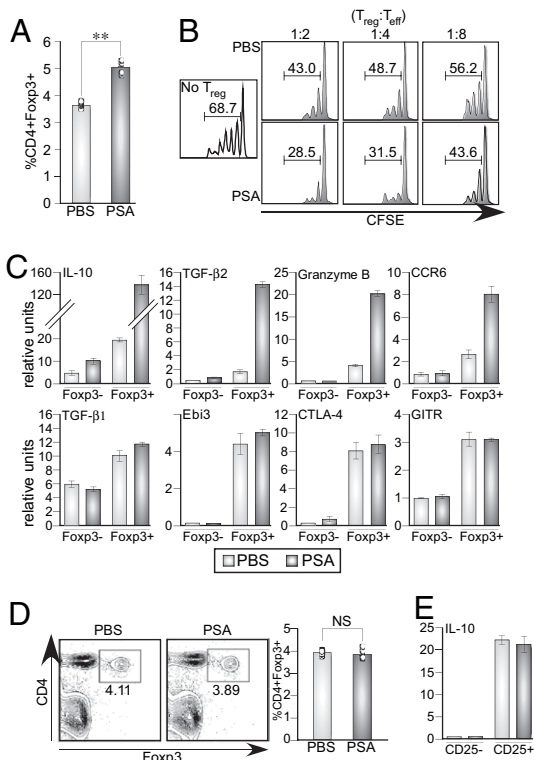 A
**
%CD4+Foxp3+
6
5
4
3
2
1
0
PBS PSA
B
(Treg:Teff)
1:2 1:4 1:8
PBS
43.0 48.7 56.2
No Treg
68.7
28.5 31.5 43.6
PSA
CFSE
C
relative units
IL-10
160
120
20
10
0
Foxp3- Foxp3+
TGF-β2
16
14
12
10
8
6
4
2
0
Foxp3- Foxp3+
Granzyme B
25
20
15
10
5
0
Foxp3- Foxp3+
CCR6
10
8
6
4
2
0
Foxp3- Foxp3+
relative units
TGF-β1
16
14
12
10
8
6
4
2
0
Foxp3- Foxp3+
Ebi3
4
2
0
Foxp3- Foxp3+
CTLA-4
12
10
8
6
4
2
0
Foxp3- Foxp3+
GITR
4
3
2
1
0
Foxp3- Foxp3+
PBS PSA
D
PBS PSA
CD4
4.11 3.89
Foxp3
NS
%CD4+Foxp3+
5
4
3
2
1
0
PBS PSA
E
IL-10
25
20
15
10
5
0
CD25- CD25+